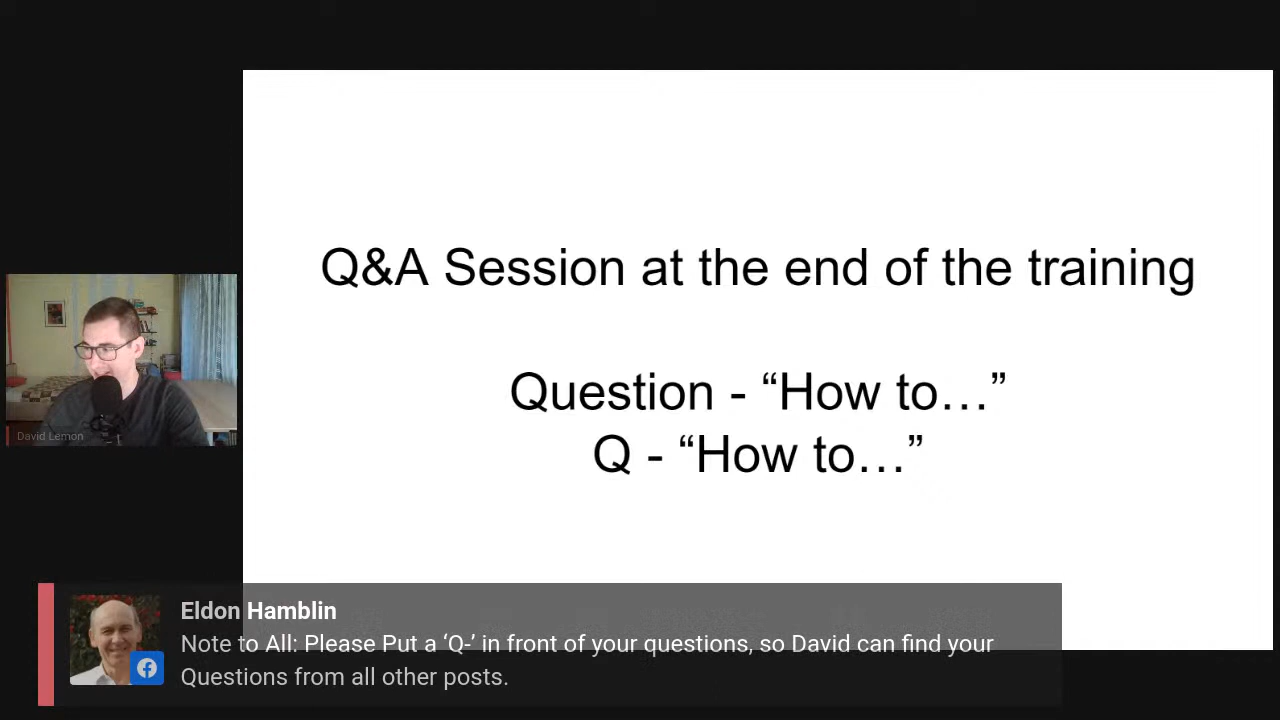 Q&A Session at the end of the training
Question - “How to…”
Q - “How to…”
David Lemon
Eldon Hamblin
Note to All: Please Put a ‘Q-’ in front of your questions, so David can find your
Questions from all other posts.